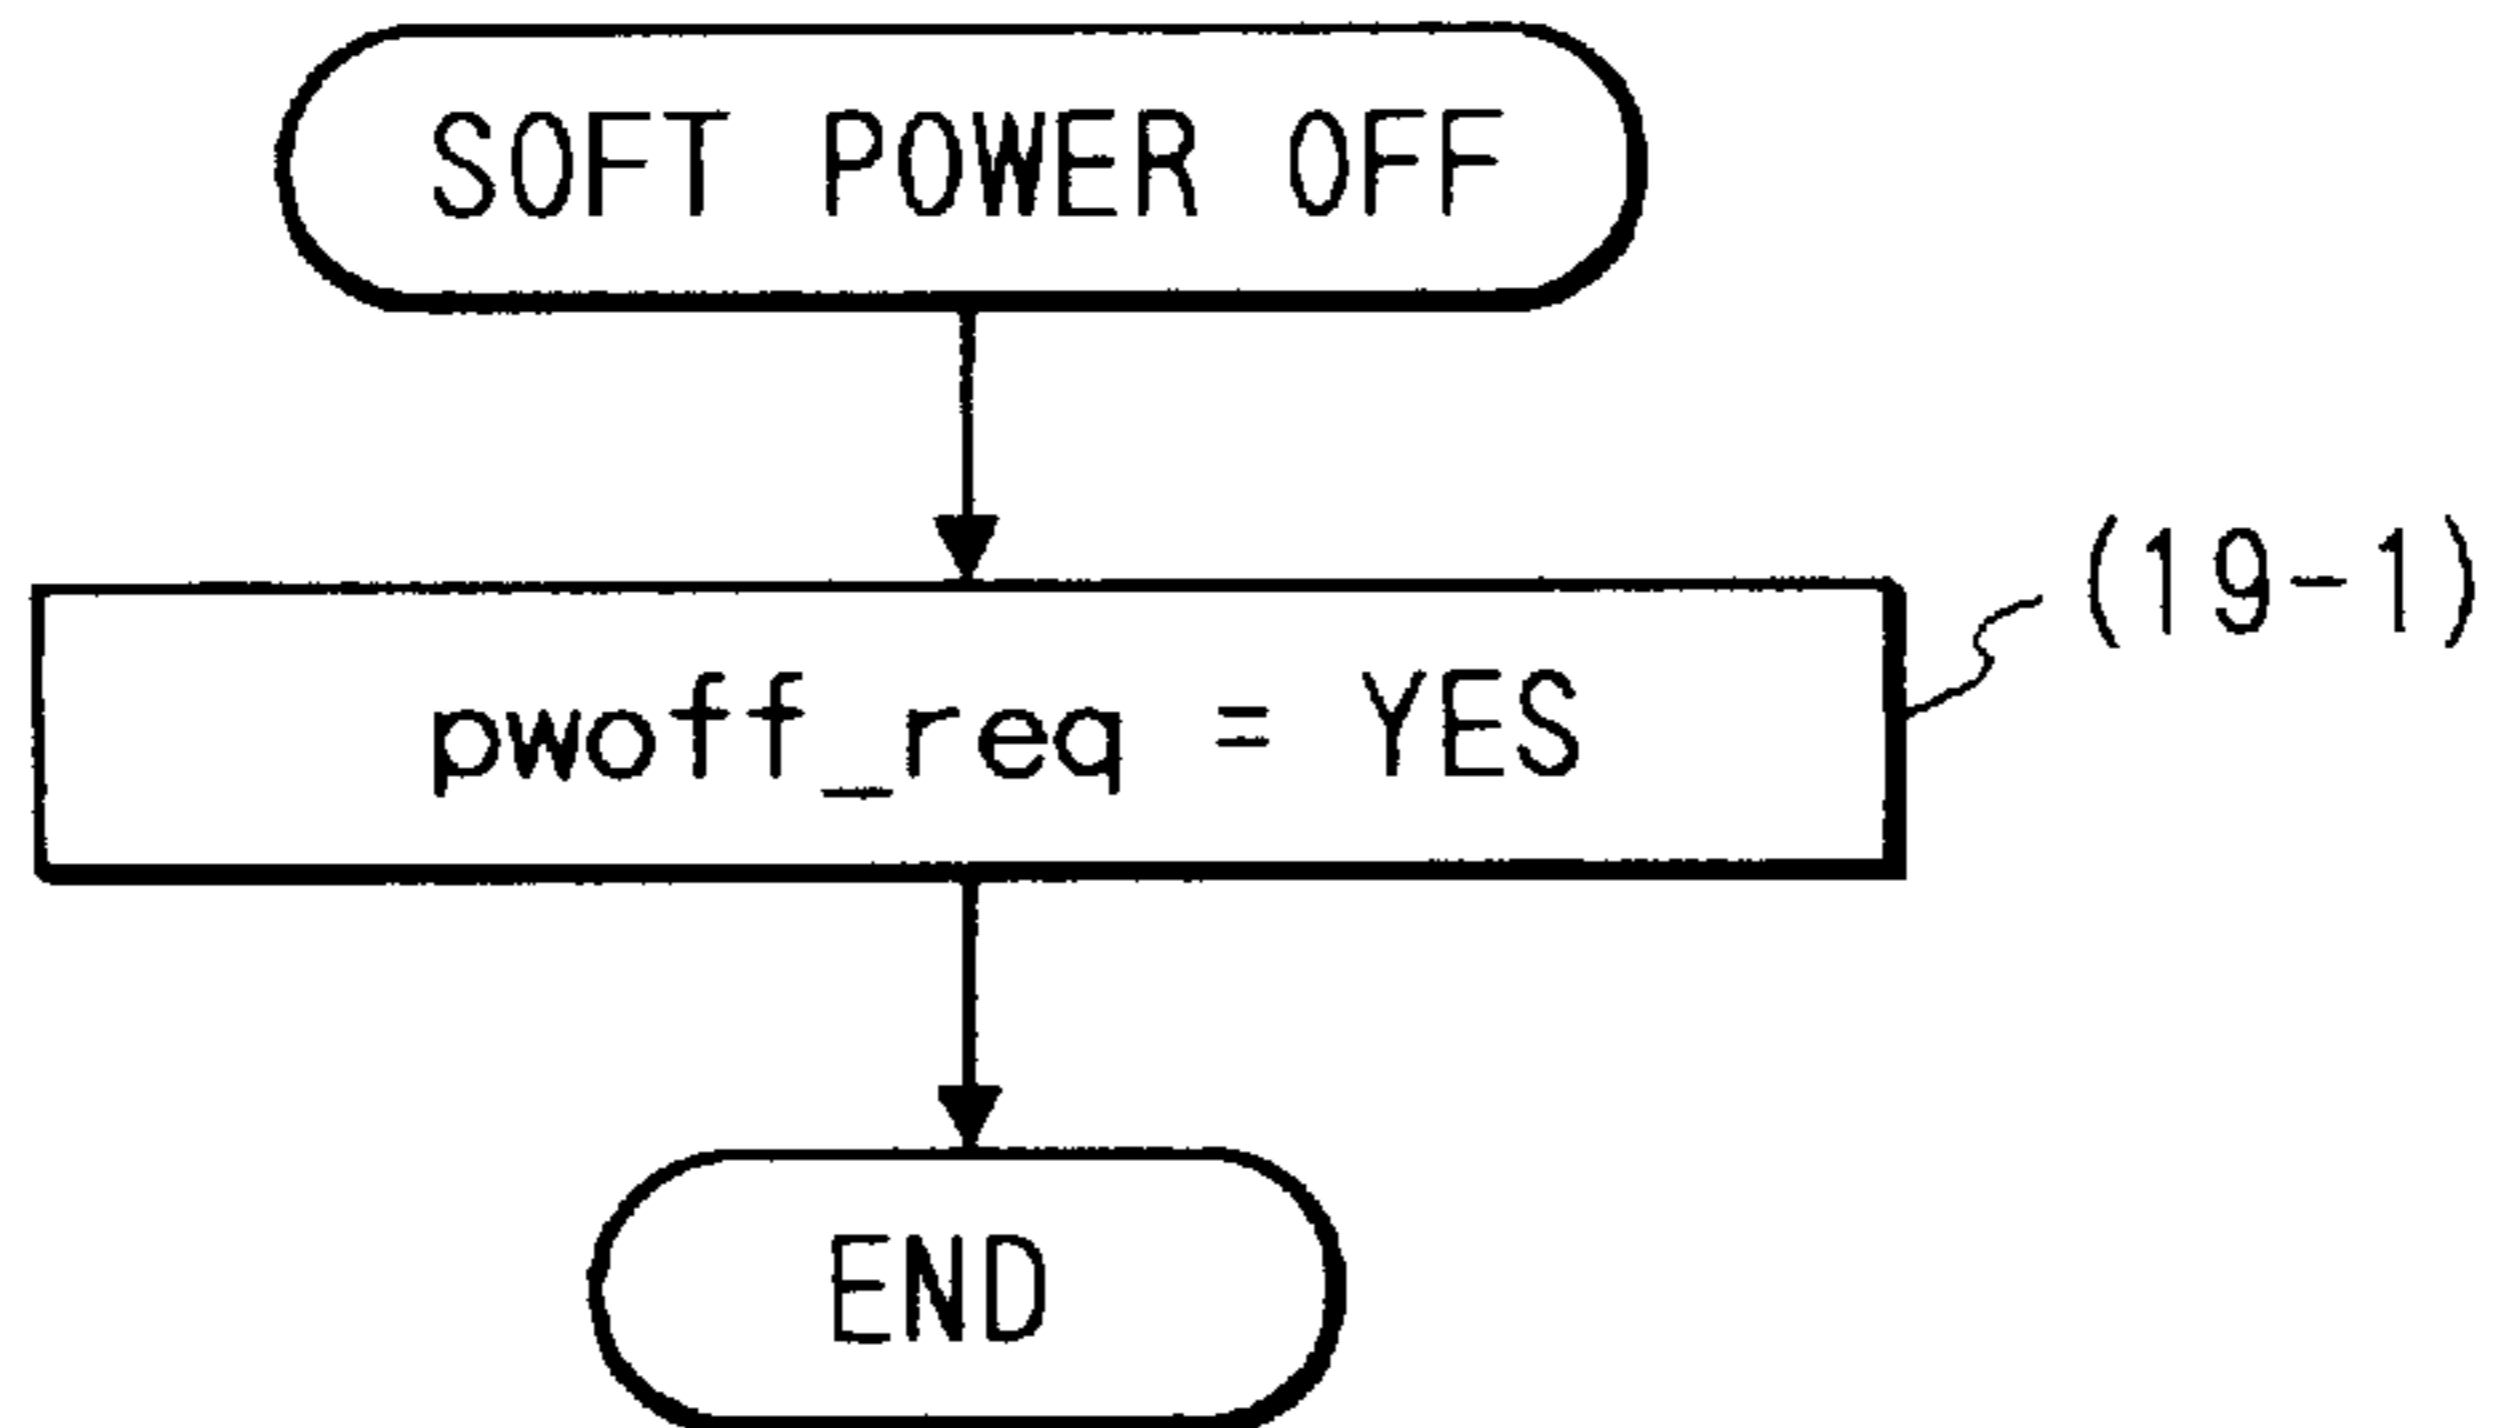 SOFT POWER OFF
(19-1)
pwoff_req = YES
END